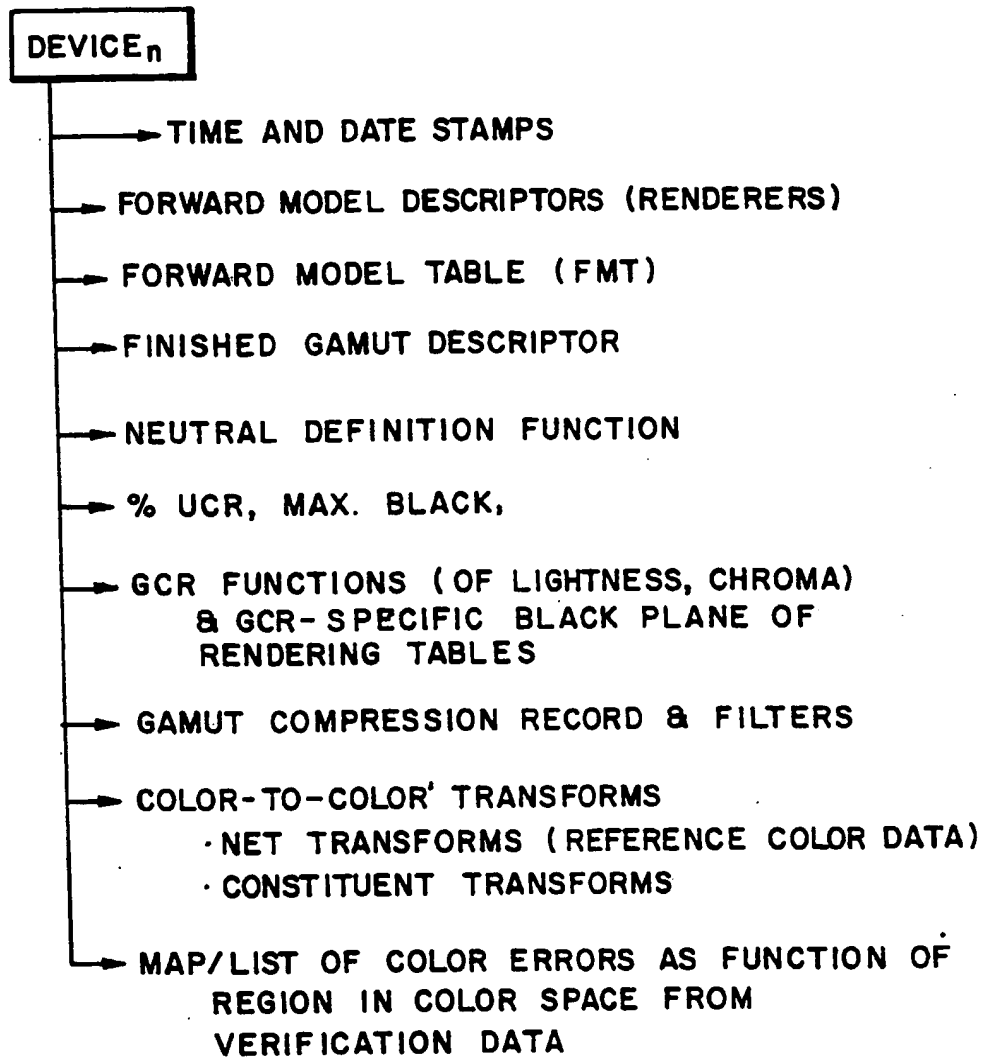 DEVICEn
TIME AND DATE STAMPS
FORWARD MODEL DESCRIPTORS (RENDERERS)
FORWARD MODEL TABLE (FMT)
FINISHED GAMUT DESCRIPTOR
NEUTRAL DEFINITION FUNCTION
% UCR, MAX. BLACK,
GCR FUNCTIONS (OF LIGHTNESS, CHROMA)
& GCR-SPECIFIC BLACK PLANE OF
RENDERING TABLES
GAMUT COMPRESSION RECORD & FILTERS
COLOR-TO-COLOR' TRANSFORMS
· NET TRANSFORMS (REFERENCE COLOR DATA)
· CONSTITUENT TRANSFORMS
MAP/LIST OF COLOR ERRORS AS FUNCTION OF
REGION IN COLOR SPACE FROM
VERIFICATION DATA